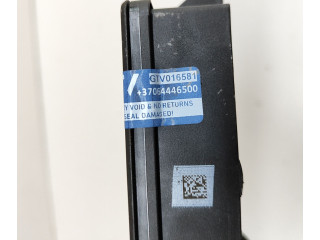 GTV016581
+37064446500
Y VOID & NO RETURNS
SEAL DAMAGED!